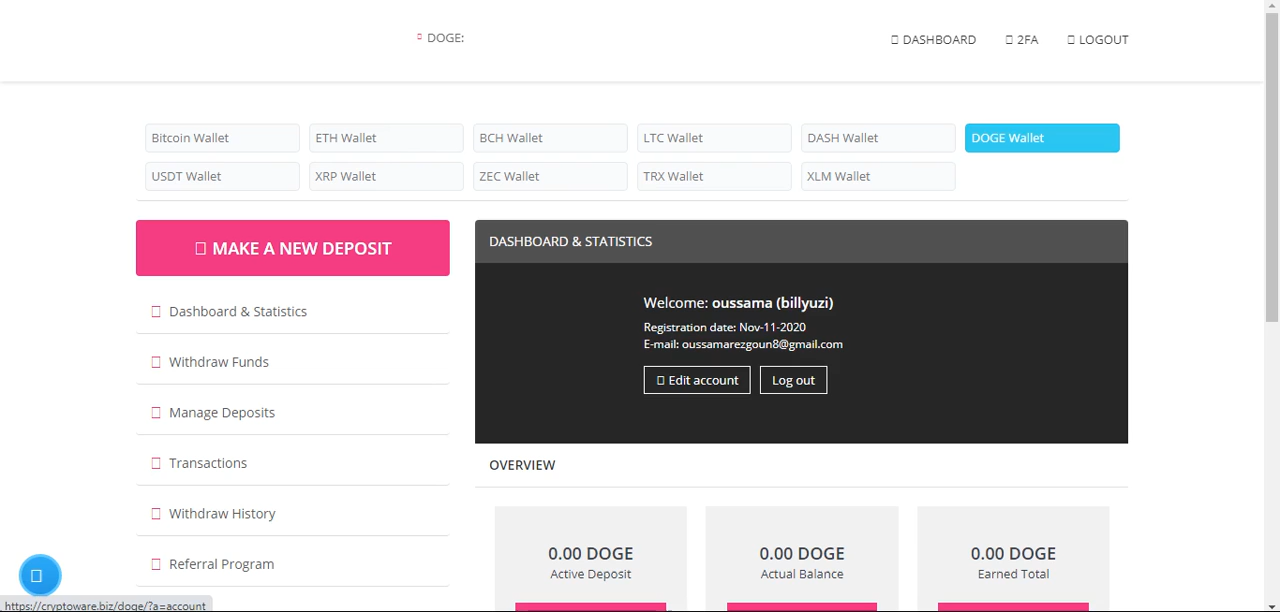 DOGE:
DASHBOARD
2FA
LOGOUT
Bitcoin Wallet
ETH Wallet
BCH Wallet
LTC Wallet
DASH Wallet
DOGE Wallet
USDT Wallet
XRP Wallet
ZEC Wallet
TRX Wallet
XLM Wallet
MAKE A NEW DEPOSIT
Dashboard & Statistics
Withdraw Funds
Manage Deposits
Transactions
Withdraw History
Referral Program
DASHBOARD & STATISTICS
Welcome: oussama (billyuzi)
Registration date: Nov-11-2020
E-mail: oussamarezgoun8@gmail.com
Edit account
Log out
OVERVIEW
0.00 DOGE
Active Deposit
0.00 DOGE
Actual Balance
0.00 DOGE
Earned Total
https://cryptoware.biz/doge/?a=account